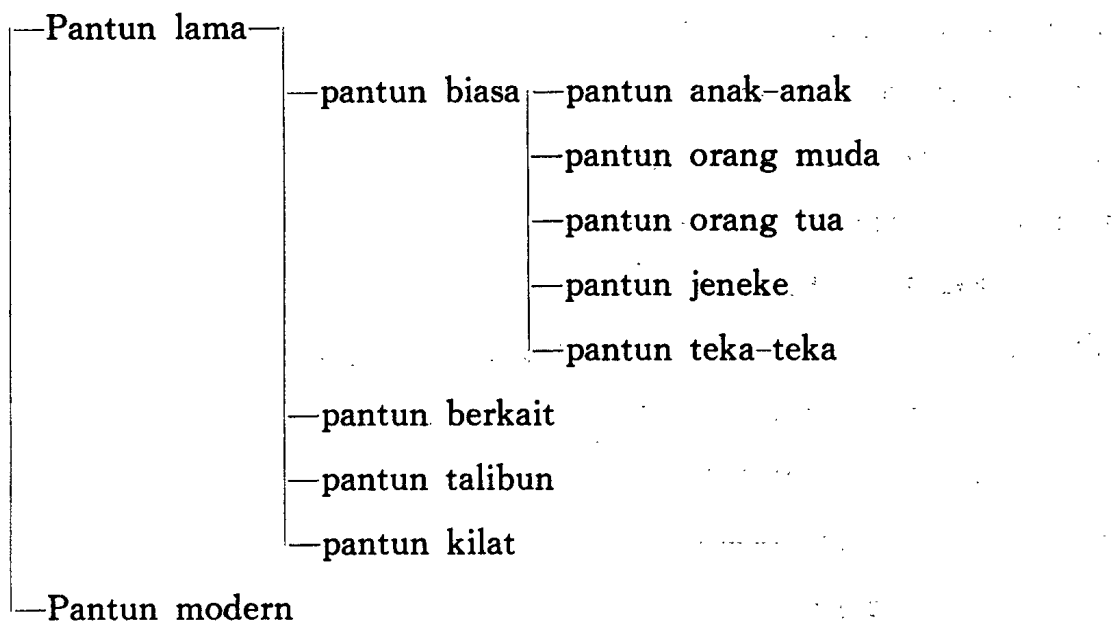 Pantun lama
pantun biasa pantun anak-anak
pantun orang muda
pantun orang tua
pantun jeneke
pantun teka-teka
pantun berkait
pantun talibun
pantun kilat
Pantun modern